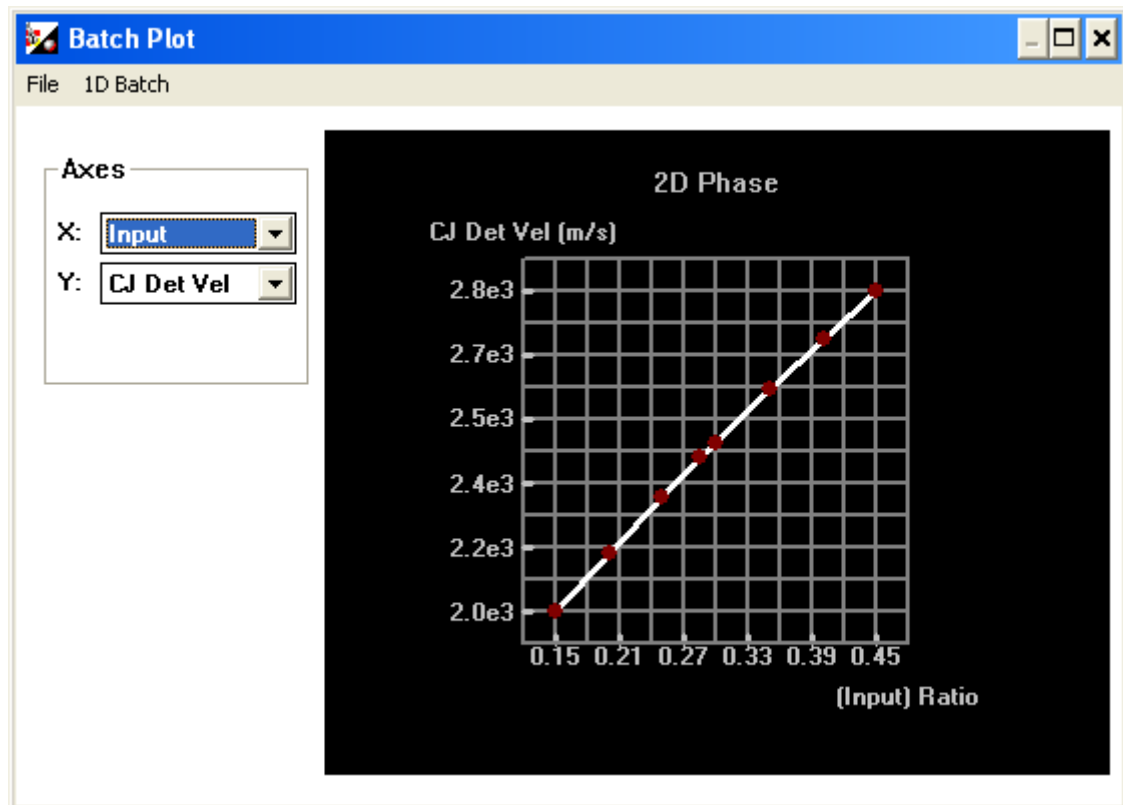 Batch Plot
File 1D Batch
Axes
X: Input
Y: CJ Det Vel
2D Phase
CJ Det Vel (m/s)
2.8e3
2.7e3
2.5e3
2.4e3
2.2e3
2.0e3
0.15 0.21 0.27 0.33 0.39 0.45
(Input) Ratio